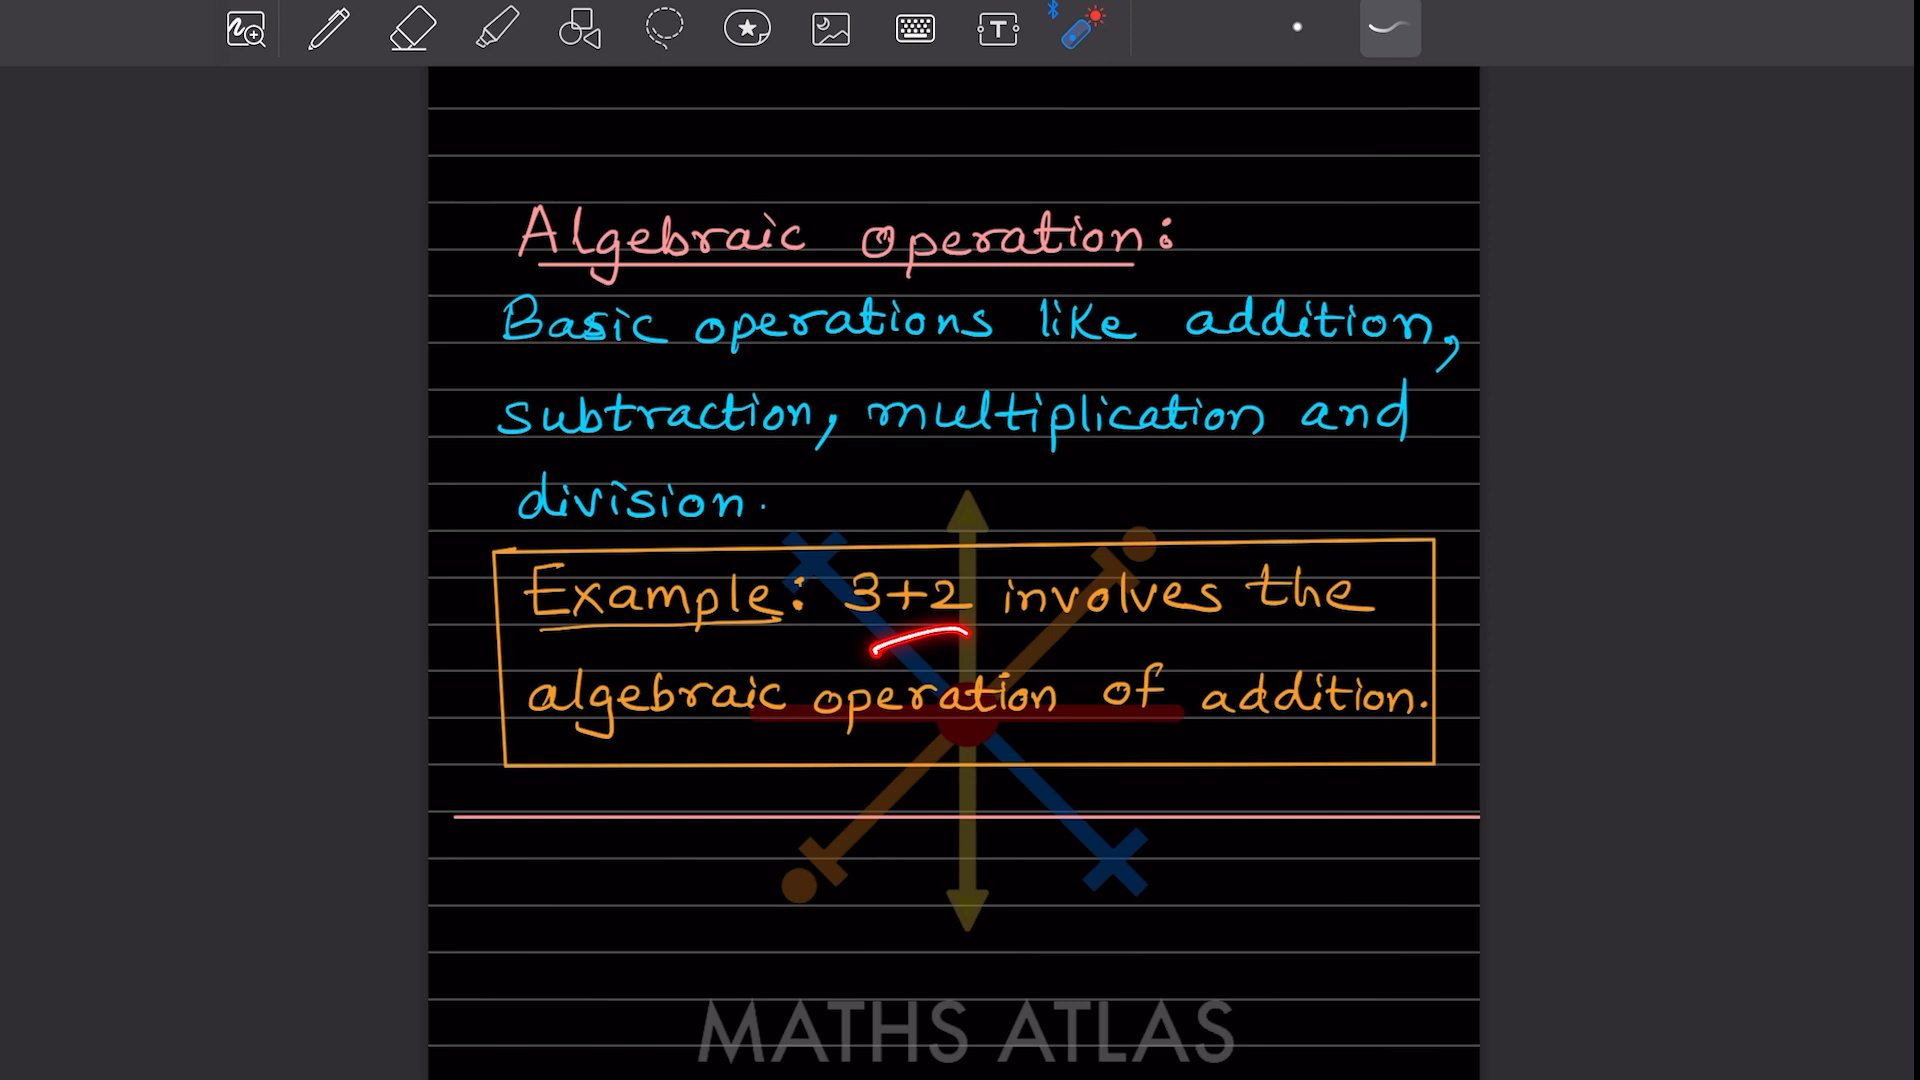 Algebraic operation:
Basic operations like addition,
subtraction, multiplication and
division.
Example: 3+2 involves the
algebraic operation of addition.
MATHS ATLAS